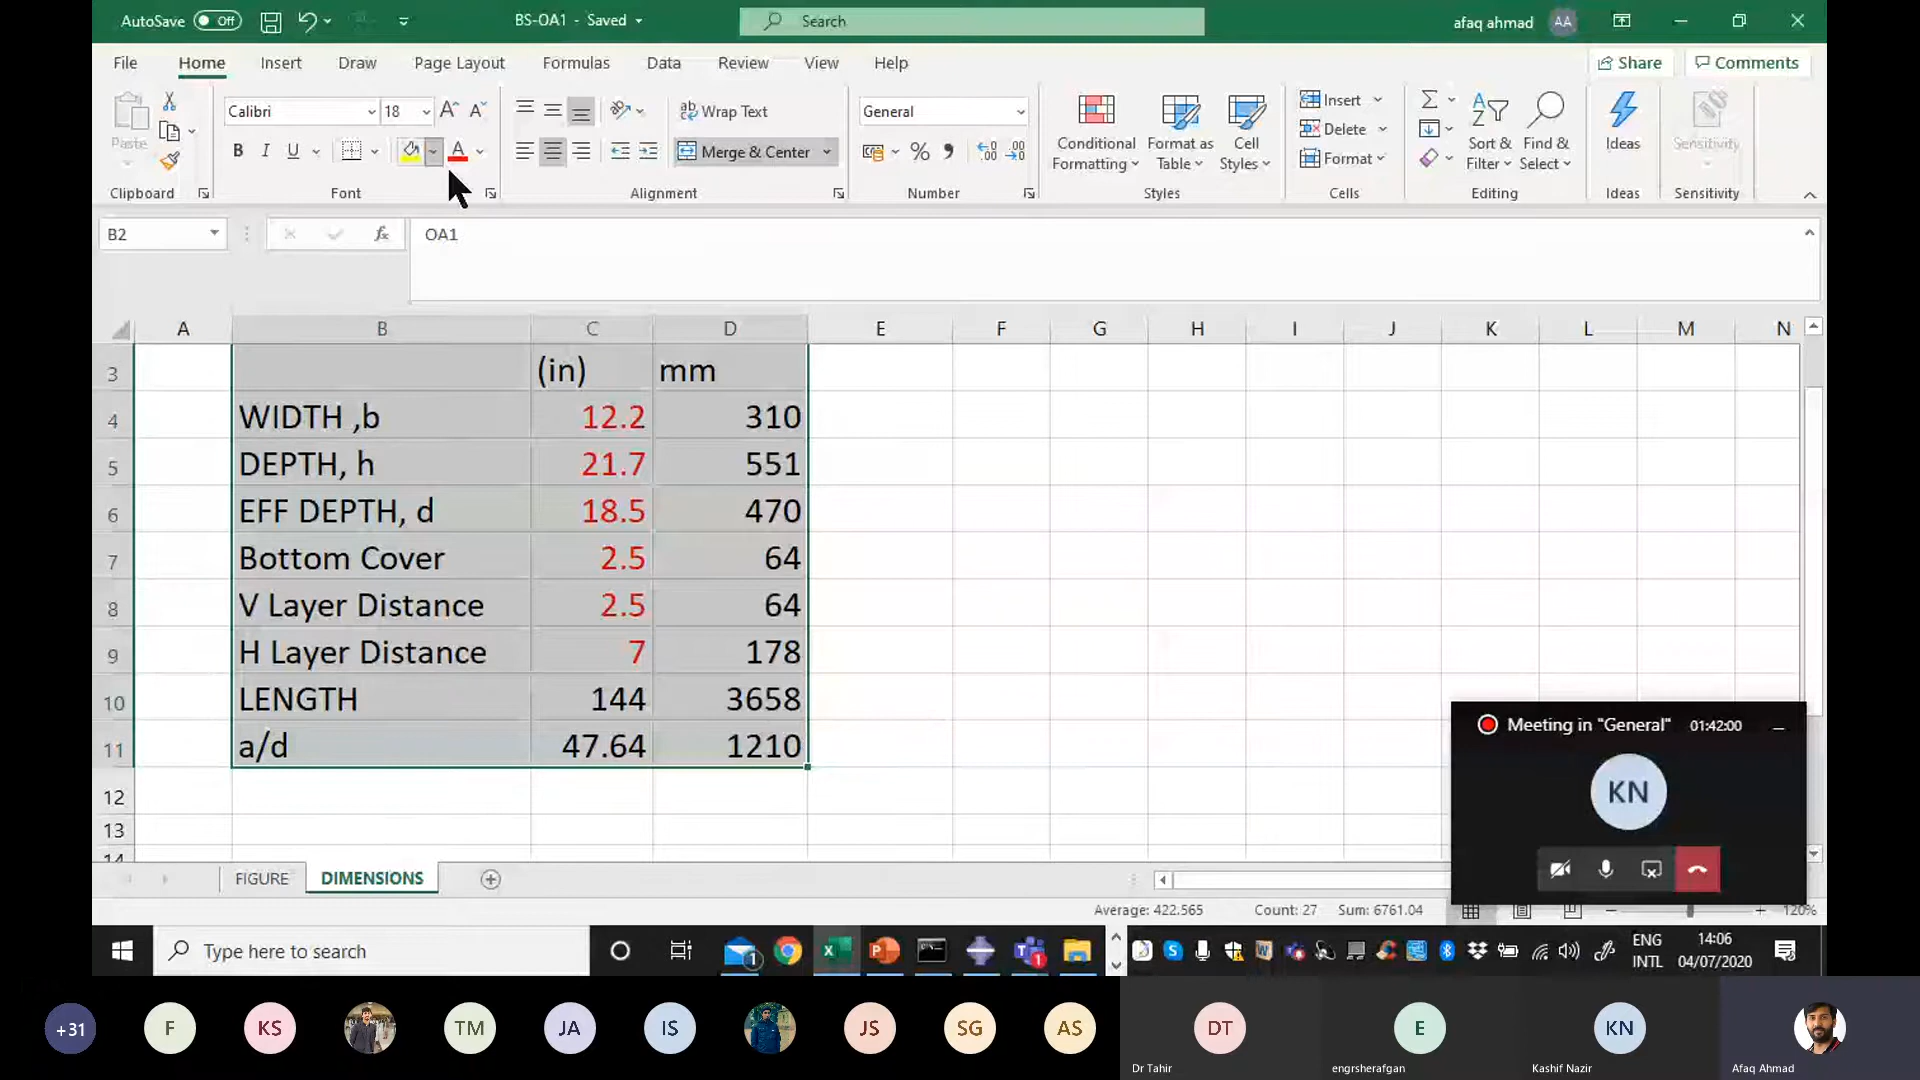 AutoSave Off
BS-OA1 - Saved
Search
afaq ahmad AA
File Home Insert Draw Page Layout Formulas Data Review View Help
Share Comments
Paste
Clipboard
Calibri 18
B I U
Font
Wrap Text
Merge & Center
Alignment
General
Number
Conditional Formatting
Format as Table
Cell Styles
Styles
Insert
Delete
Format
Cells
Sort & Filter
Find & Select
Editing
Ideas
Ideas
Sensitivity
Sensitivity
B2 fx OA1
A B C D E F G H I J K L M N
3 (in) mm
4 WIDTH ,b 12.2 310
5 DEPTH, h 21.7 551
6 EFF DEPTH, d 18.5 470
7 Bottom Cover 2.5 64
8 V Layer Distance 2.5 64
9 H Layer Distance 7 178
10 LENGTH 144 3658
11 a/d 47.64 1210
12
13
14
Meeting in "General" 01:42:00
KN
FIGURE DIMENSIONS
Average: 422.565 Count: 27 Sum: 6761.04 120%
Type here to search
1
1
ENG
INTL
14:06
04/07/2020
+31 F KS TM JA IS JS SG AS DT E KN
Dr Tahir engrsherafgan Kashif Nazir Afaq Ahmad